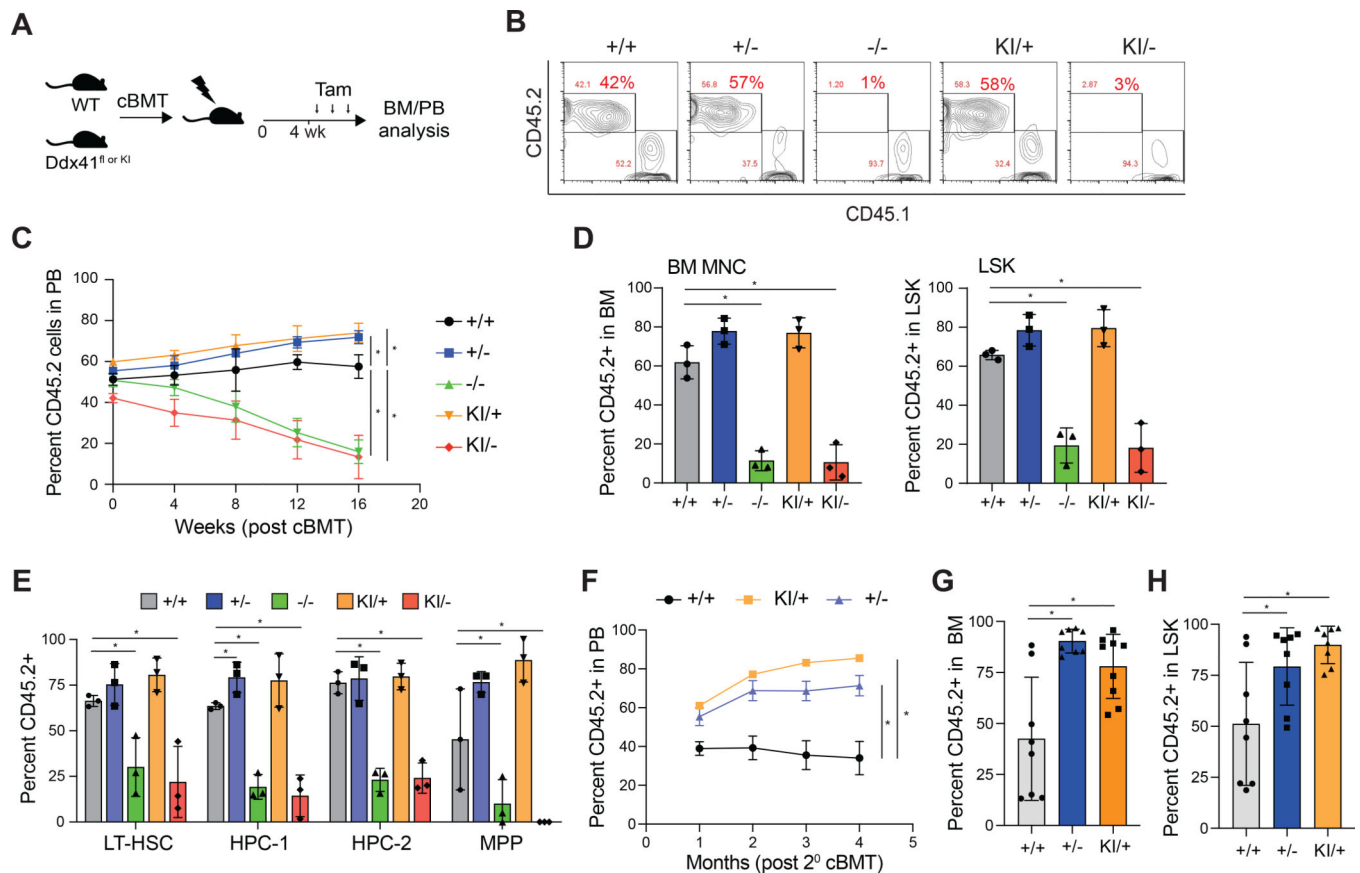 A
WT
Ddx41fl or KI
cBMT
Tam
0
4 wk
BM/PB
analysis
B
+/+
+/-
-/-
KI/+
KI/-
42.1
42%
52.2
56.8
57%
37.5
1.20
1%
93.7
58.3
58%
32.4
2.87
3%
94.3
CD45.2
CD45.1
C
Percent CD45.2 cells in PB
100
80
60
40
20
0
0
4
8
12
16
20
Weeks (post cBMT)
+/+
+/-
-/-
KI/+
KI/-
*
*
*
*
D
BM MNC
Percent CD45.2+ in BM
100
80
60
40
20
0
*
*
+/+
+/-
-/-
KI/+
KI/-
LSK
Percent CD45.2+ in LSK
100
80
60
40
20
0
*
*
+/+
+/-
-/-
KI/+
KI/-
E
+/+
+/-
-/-
KI/+
KI/-
Percent CD45.2+
100
75
50
25
0
*
*
*
*
*
*
*
*
*
LT-HSC
HPC-1
HPC-2
MPP
F
+/+
KI/+
+/-
Percent CD45.2+ in PB
100
80
60
40
20
0
0
1
2
3
4
5
Months (post 2⁰ cBMT)
*
*
G
Percent CD45.2+ in BM
100
75
50
25
0
*
*
+/+
+/-
KI/+
H
Percent CD45.2+ in LSK
125
100
75
50
25
0
*
*
+/+
+/-
KI/+